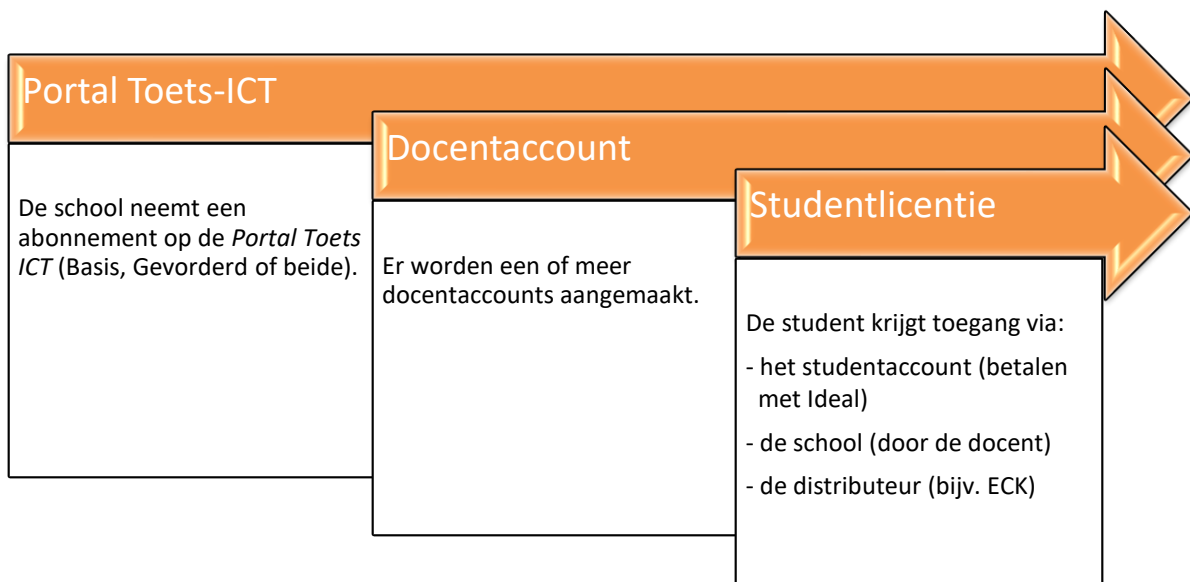 Portal Toets-ICT
De school neemt een
abonnement op de Portal Toets
ICT (Basis, Gevorderd of beide).
Docentaccount
Er worden een of meer
docentaccounts aangemaakt.
Studentlicentie
De student krijgt toegang via:
- het studentaccount (betalen
met Ideal)
- de school (door de docent)
- de distributeur (bijv. ECK)